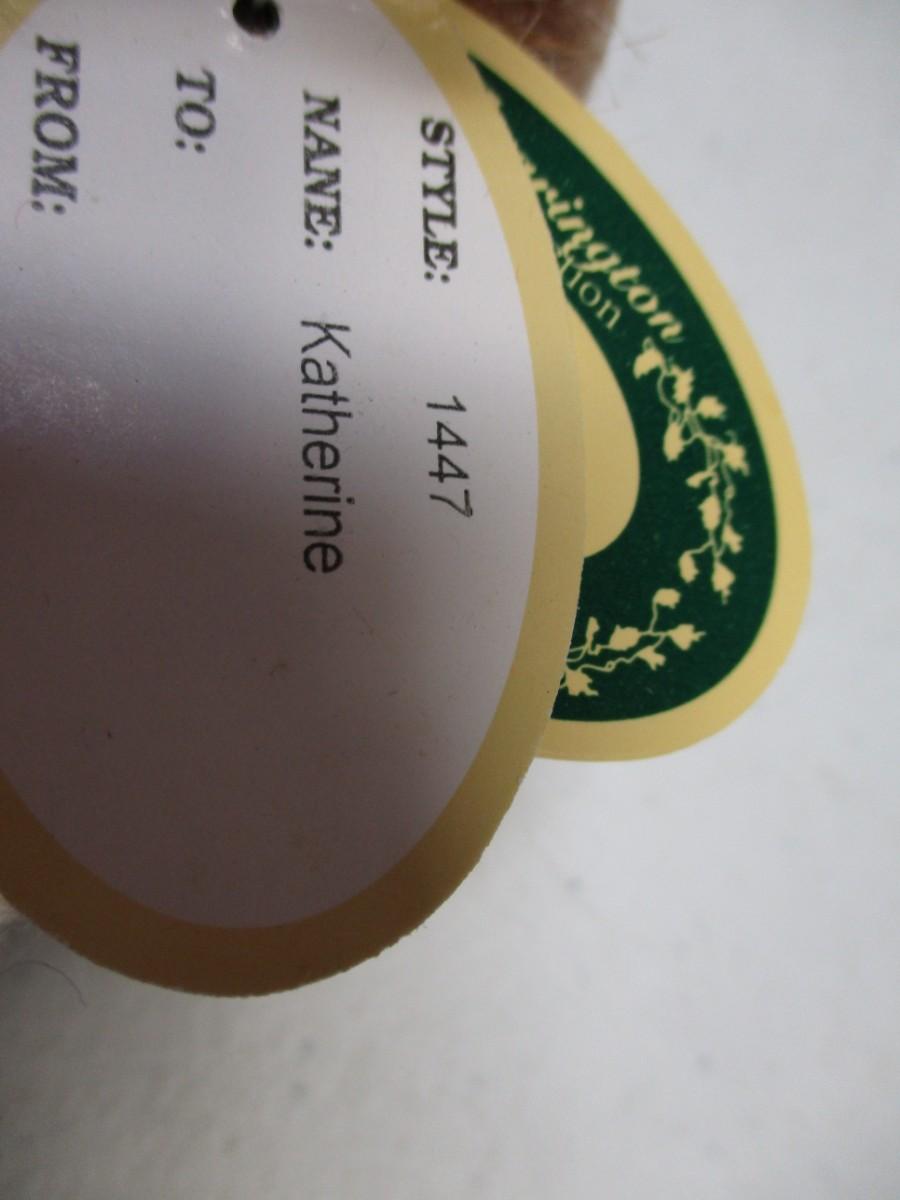 STYLE: 1447
NANE: Katherine
TO:
FROM: